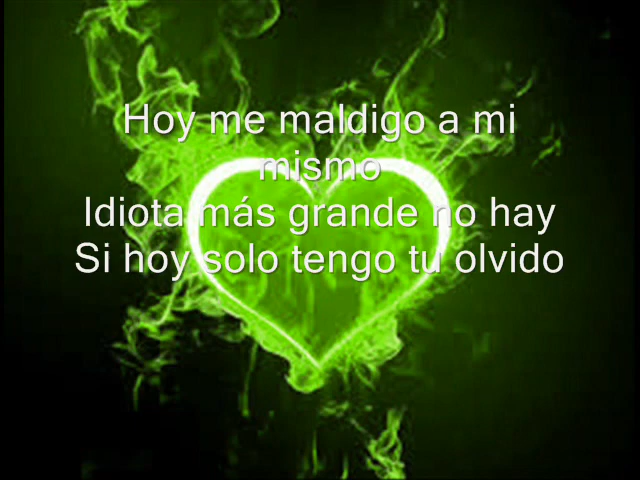 Hoy me maldigo a mi
mismo
Idiota más grande no hay
Si hoy solo tengo tu olvido